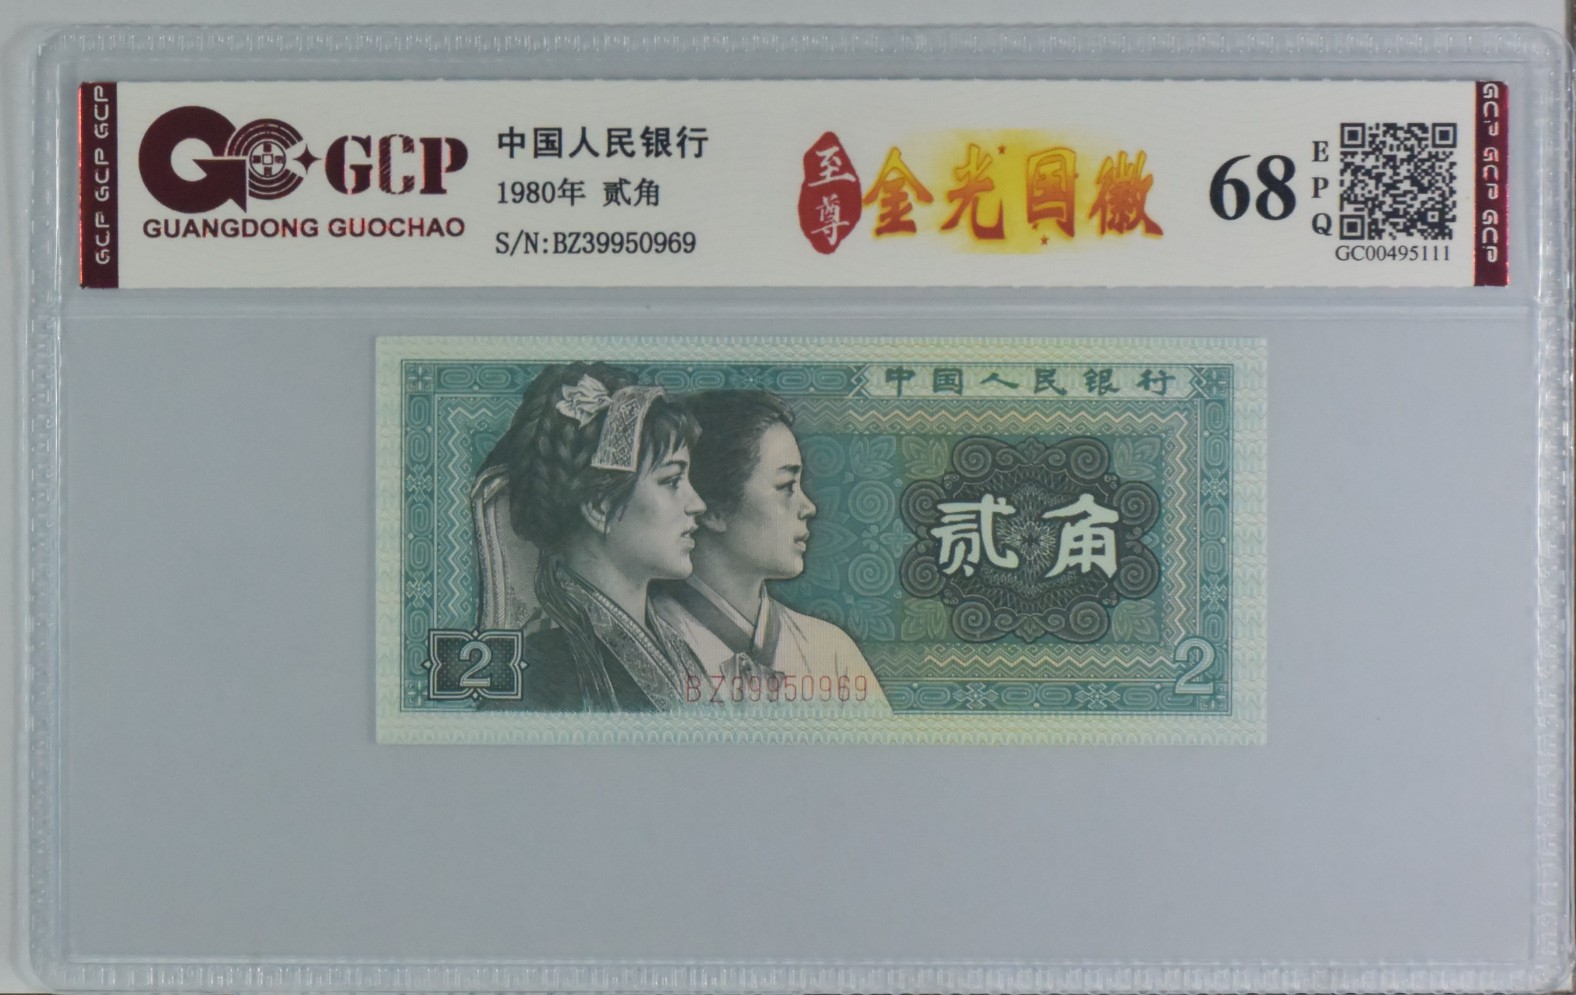 GCP GCP GCP
GCP
GUANGDONG GUOCHAO
中国人民银行
1980年 贰角
S/N:BZ39950969
至尊
金光国徽
68
EPQ
GC00495111
GCP GCP GCP
中国人民银行
贰角
2
2
BZ39950969